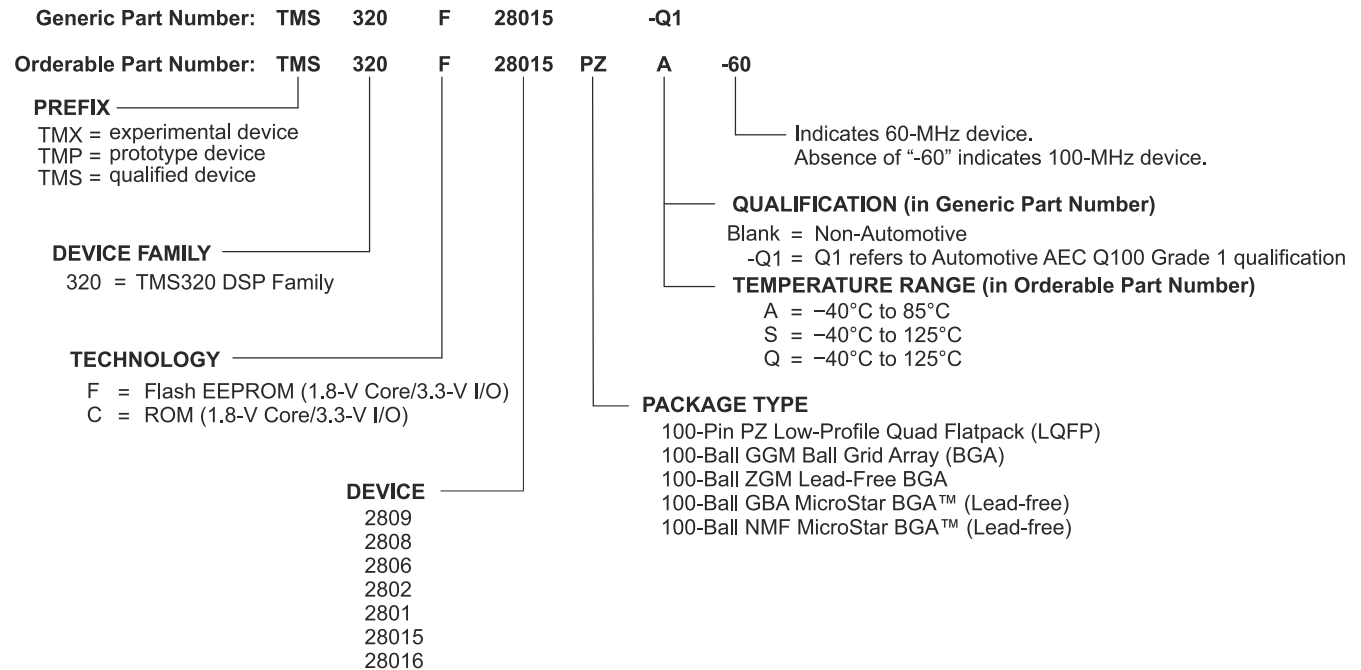 Generic Part Number: TMS 320 F 28015 -Q1
Orderable Part Number: TMS 320 F 28015 PZ A -60
PREFIX
TMX = experimental device
TMP = prototype device
TMS = qualified device
Indicates 60-MHz device.
Absence of “-60” indicates 100-MHz device.
QUALIFICATION (in Generic Part Number)
Blank = Non-Automotive
-Q1 = Q1 refers to Automotive AEC Q100 Grade 1 qualification
DEVICE FAMILY
320 = TMS320 DSP Family
TEMPERATURE RANGE (in Orderable Part Number)
A = −40°C to 85°C
S = −40°C to 125°C
Q = −40°C to 125°C
TECHNOLOGY
F = Flash EEPROM (1.8-V Core/3.3-V I/O)
C = ROM (1.8-V Core/3.3-V I/O)
PACKAGE TYPE
100-Pin PZ Low-Profile Quad Flatpack (LQFP)
100-Ball GGM Ball Grid Array (BGA)
100-Ball ZGM Lead-Free BGA
100-Ball GBA MicroStar BGA™ (Lead-free)
100-Ball NMF MicroStar BGA™ (Lead-free)
DEVICE
2809
2808
2806
2802
2801
28015
28016